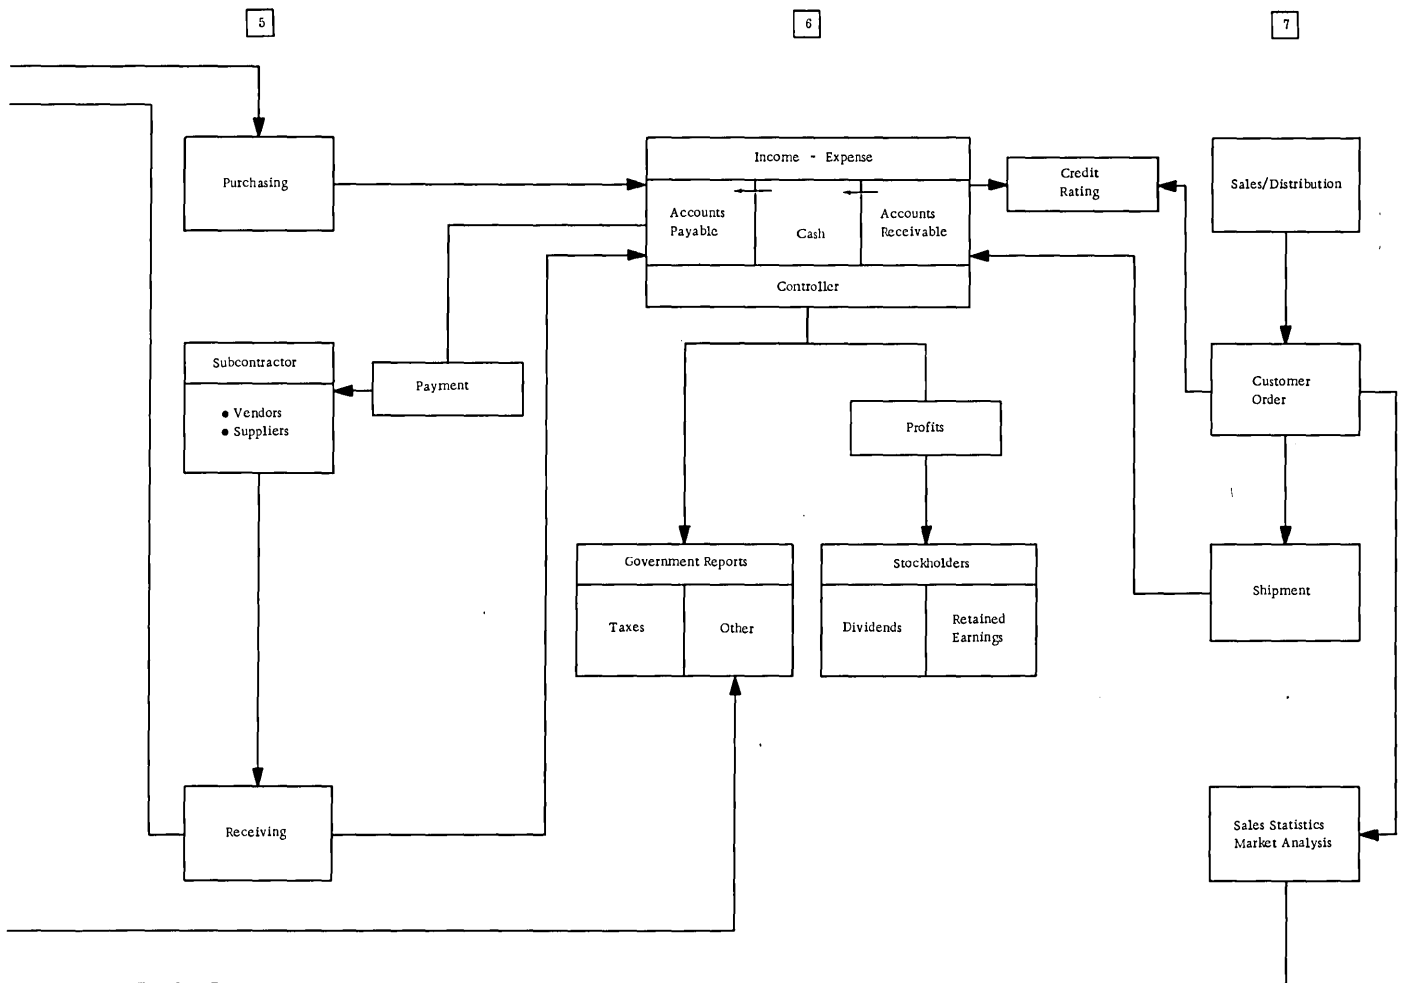 5
6
7
Purchasing
Income - Expense
Accounts
Payable
Cash
Accounts
Receivable
Controller
Credit
Rating
Sales/Distribution
Subcontractor
● Vendors
● Suppliers
Payment
Profits
Customer
Order
Government Reports
Taxes
Other
Stockholders
Dividends
Retained
Earnings
Shipment
Receiving
Sales Statistics
Market Analysis